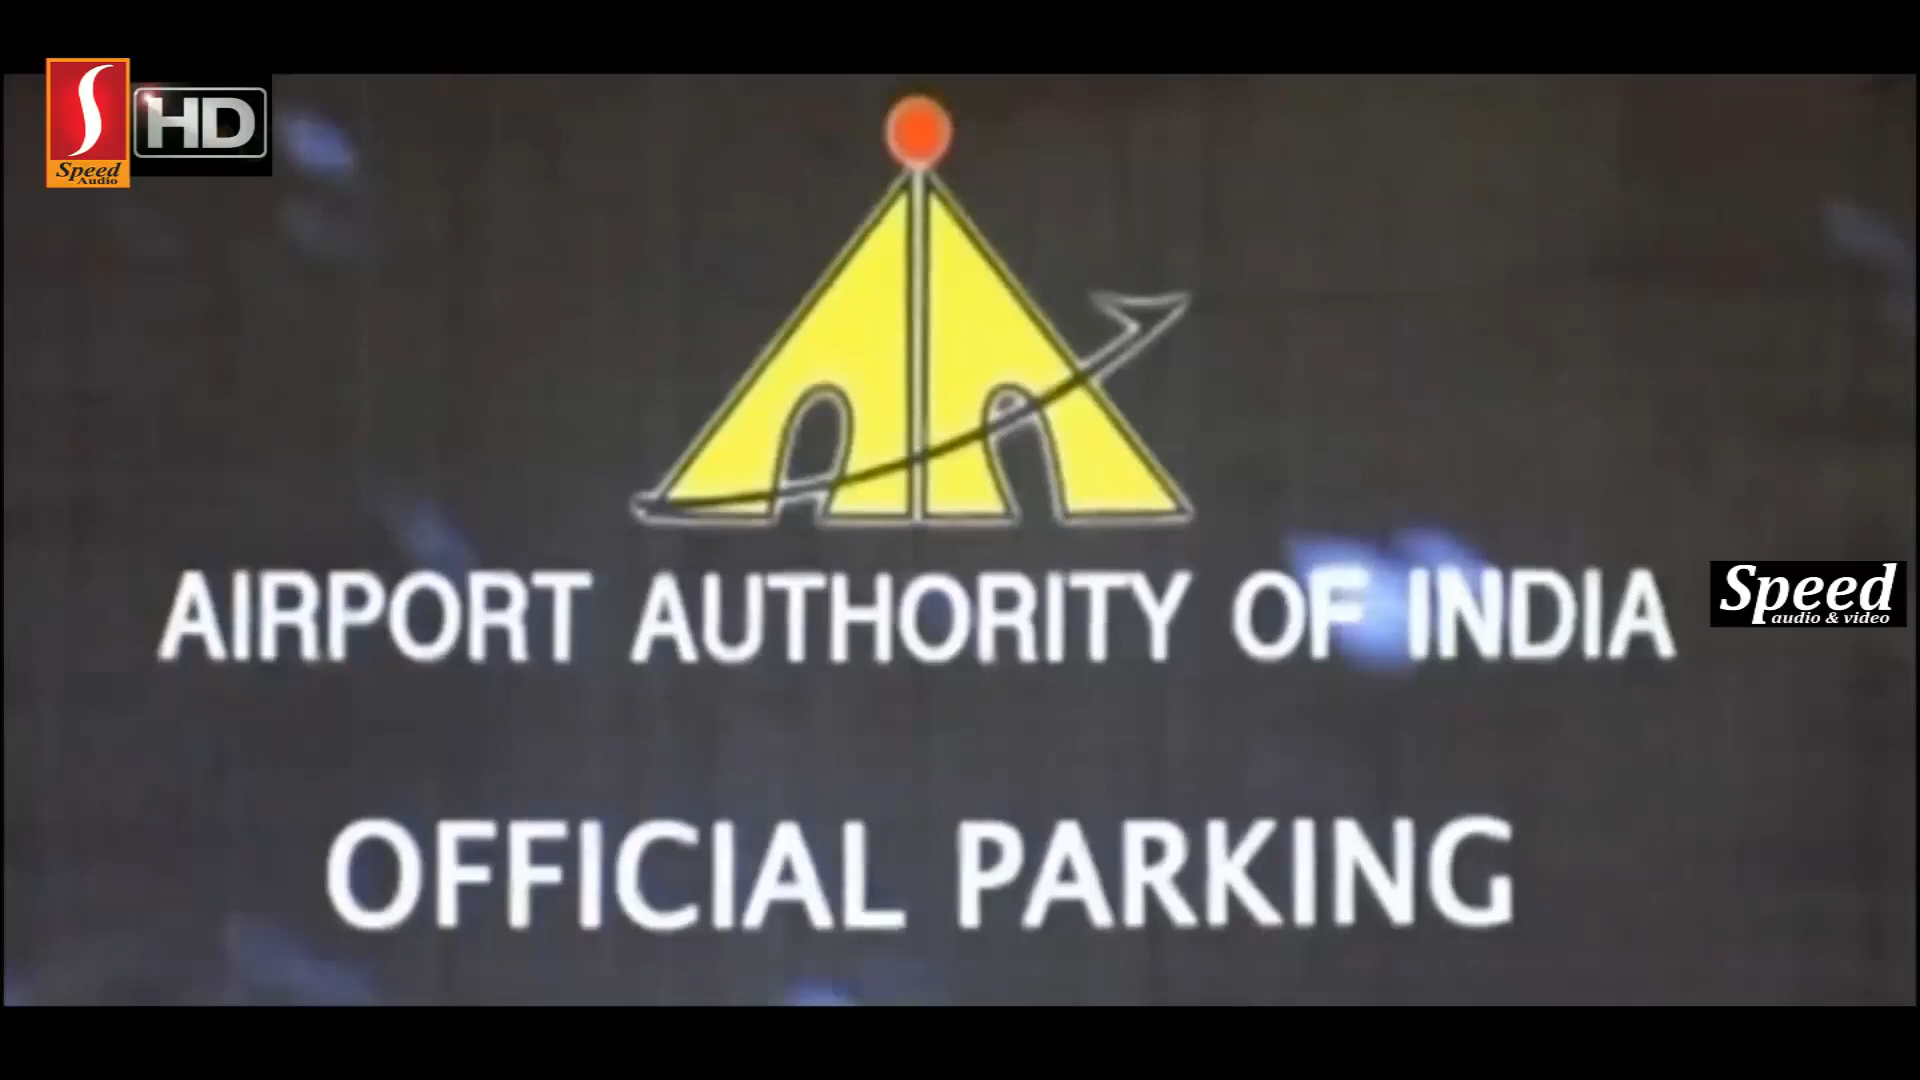 S
HD
Speed
Audio
AIRPORT AUTHORITY OF INDIA
Speed
audio & video
OFFICIAL PARKING